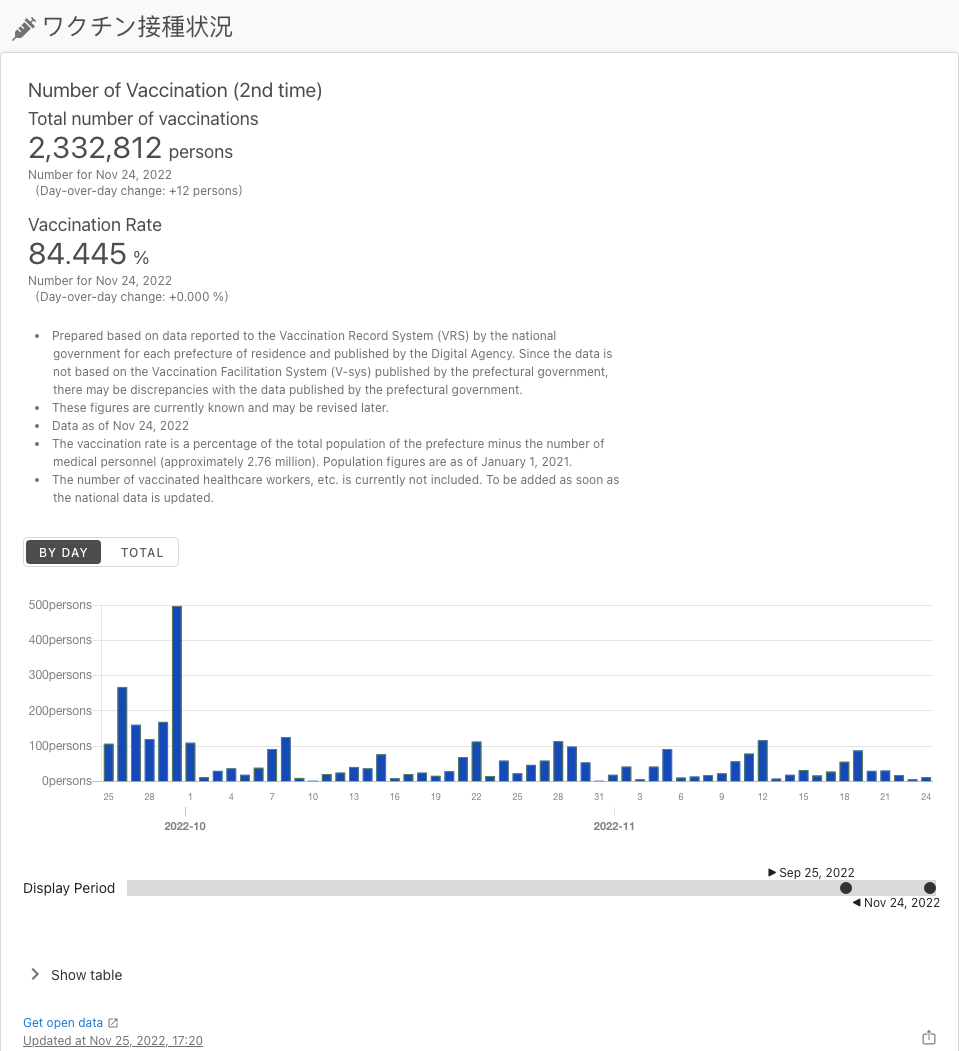 ワクチン接種状況
Number of Vaccination (2nd time)
Total number of vaccinations
2,332,812 persons
Number for Nov 24, 2022
(Day-over-day change: +12 persons)
Vaccination Rate
84.445 %
Number for Nov 24, 2022
(Day-over-day change: +0.000 %)
• Prepared based on data reported to the Vaccination Record System (VRS) by the national
government for each prefecture of residence and published by the Digital Agency. Since the data is
not based on the Vaccination Facilitation System (V-sys) published by the prefectural government,
there may be discrepancies with the data published by the prefectural government.
• These figures are currently known and may be revised later.
• Data as of Nov 24, 2022
• The vaccination rate is a percentage of the total population of the prefecture minus the number of
medical personnel (approximately 2.76 million). Population figures are as of January 1, 2021.
• The number of vaccinated healthcare workers, etc. is currently not included. To be added as soon as
the national data is updated.
BY DAY TOTAL
500persons
400persons
300persons
200persons
100persons
0persons
25 28 1 4 7 10 13 16 19 22 25 28 31 3 6 9 12 15 18 21 24
2022-10 2022-11
Sep 25, 2022
Display Period
Nov 24, 2022
Show table
Get open data
Updated at Nov 25, 2022, 17:20